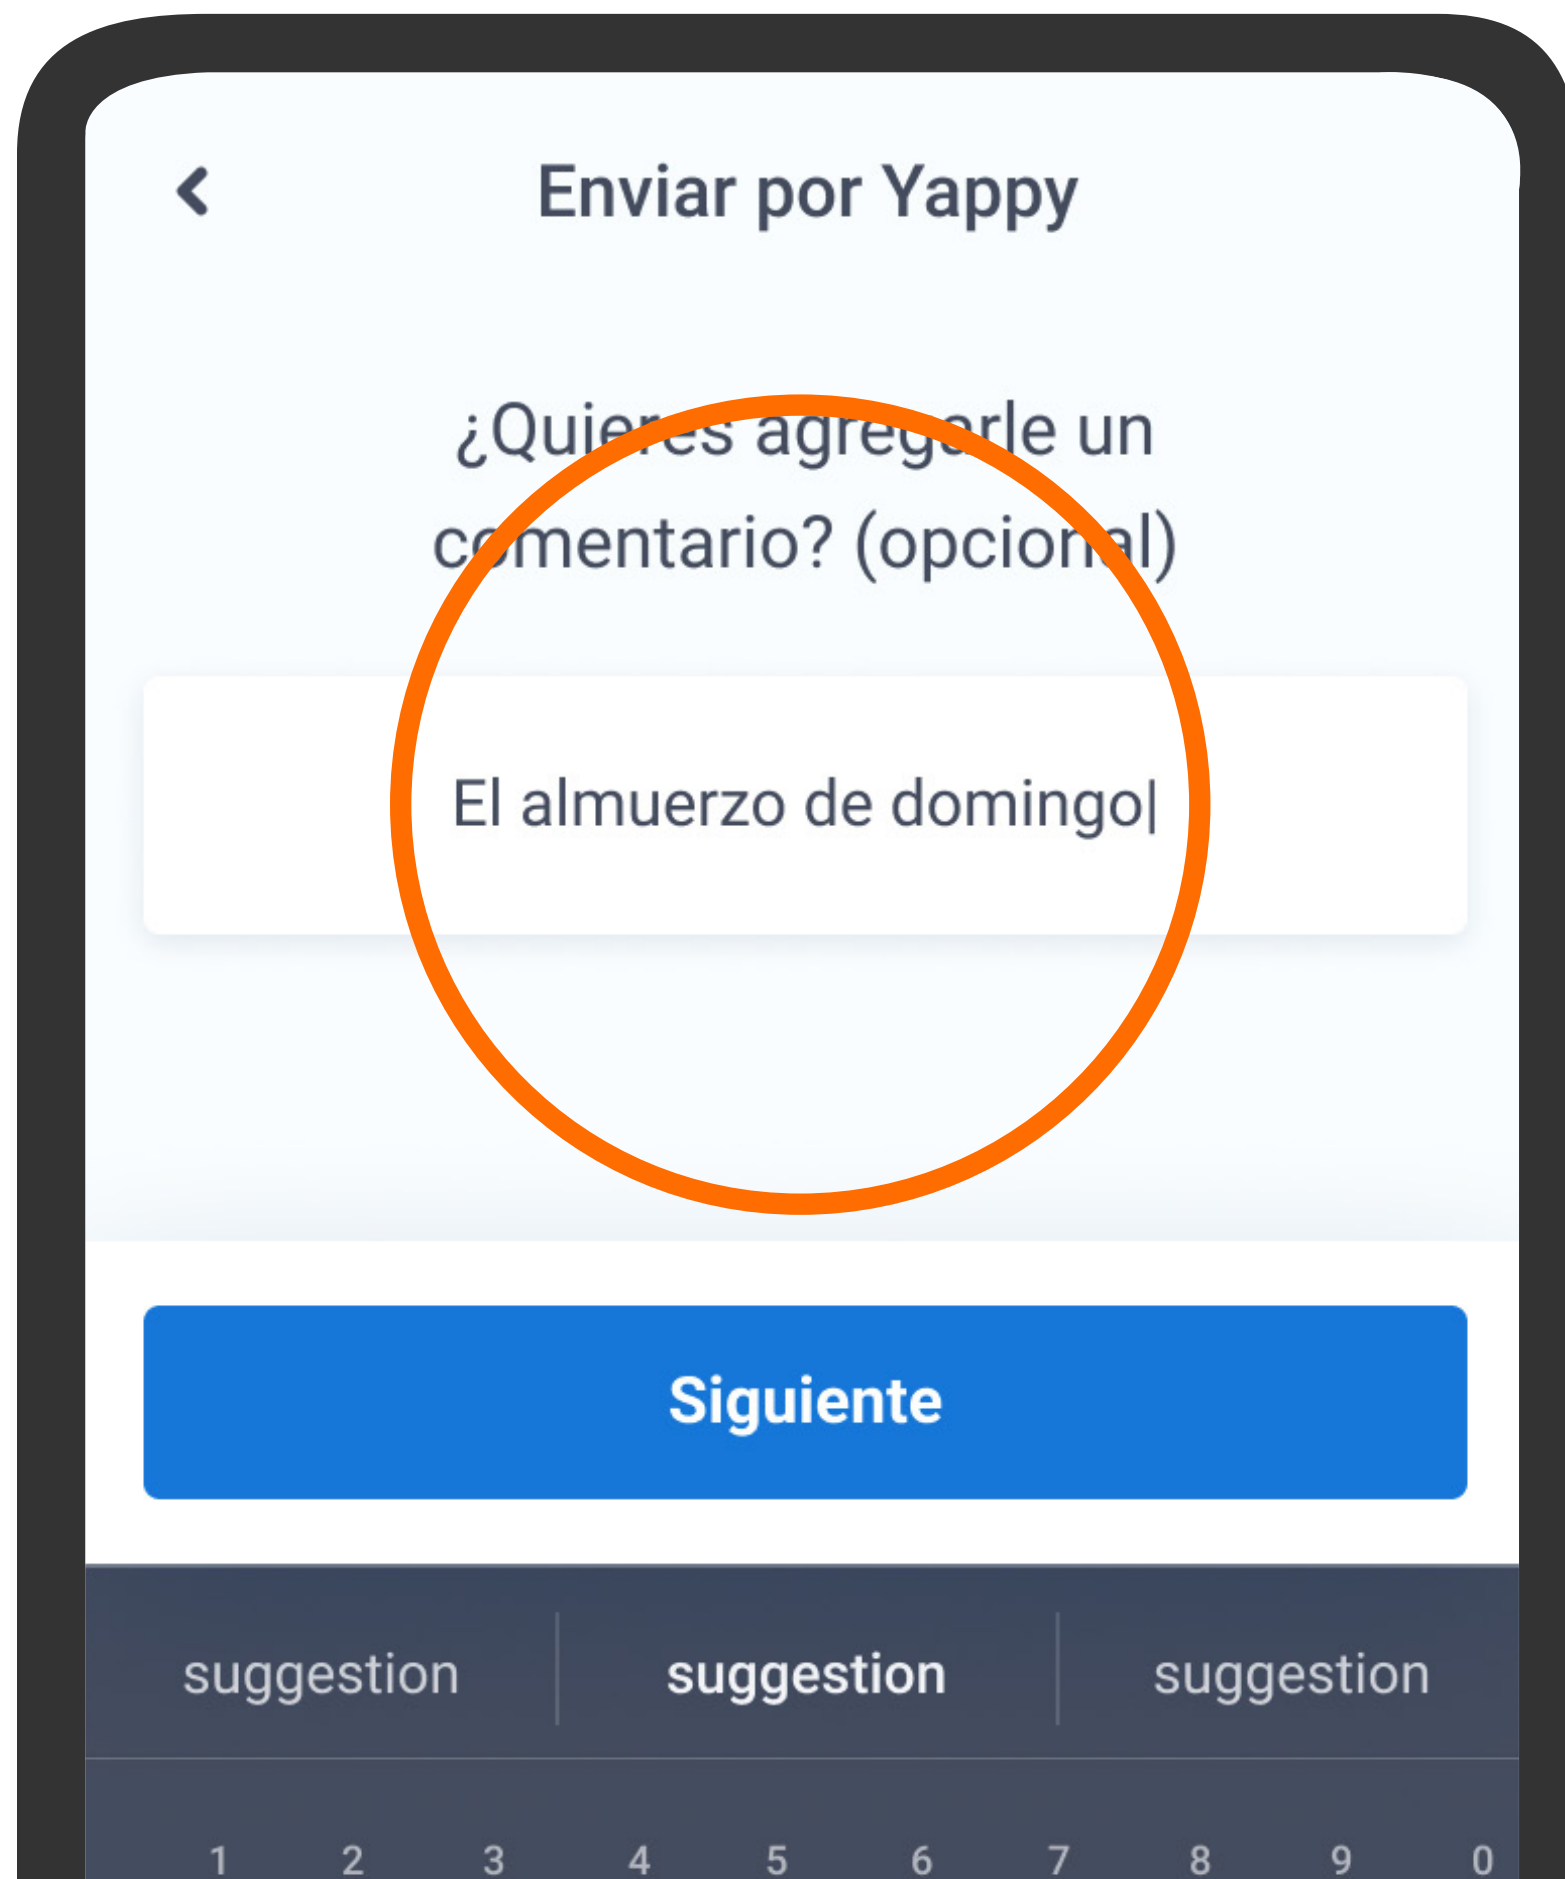 Enviar por Yappy
¿Quieres agregarle un
comentario? (opcional)
El almuerzo de domingo
Siguiente
suggestion suggestion suggestion
1 2 3 4 5 6 7 8 9 0